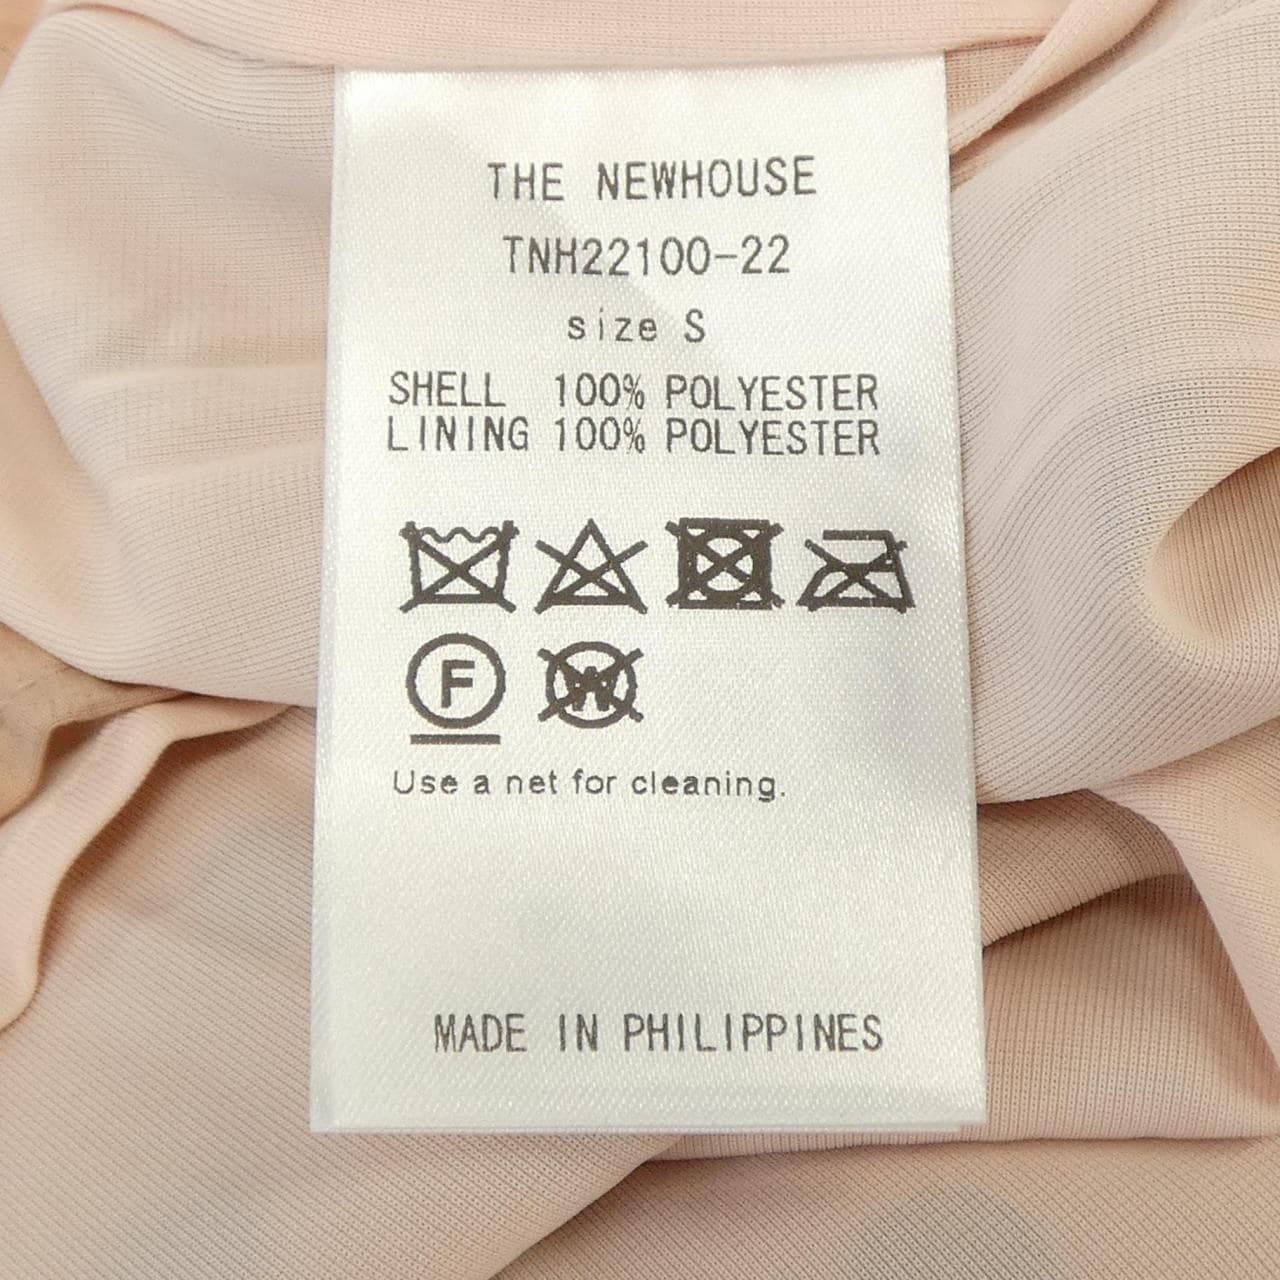 THE NEWHOUSE
TNH22100-22
size S
SHELL 100% POLYESTER
LINING 100% POLYESTER
F W
Use a net for cleaning.
MADE IN PHILIPPINES